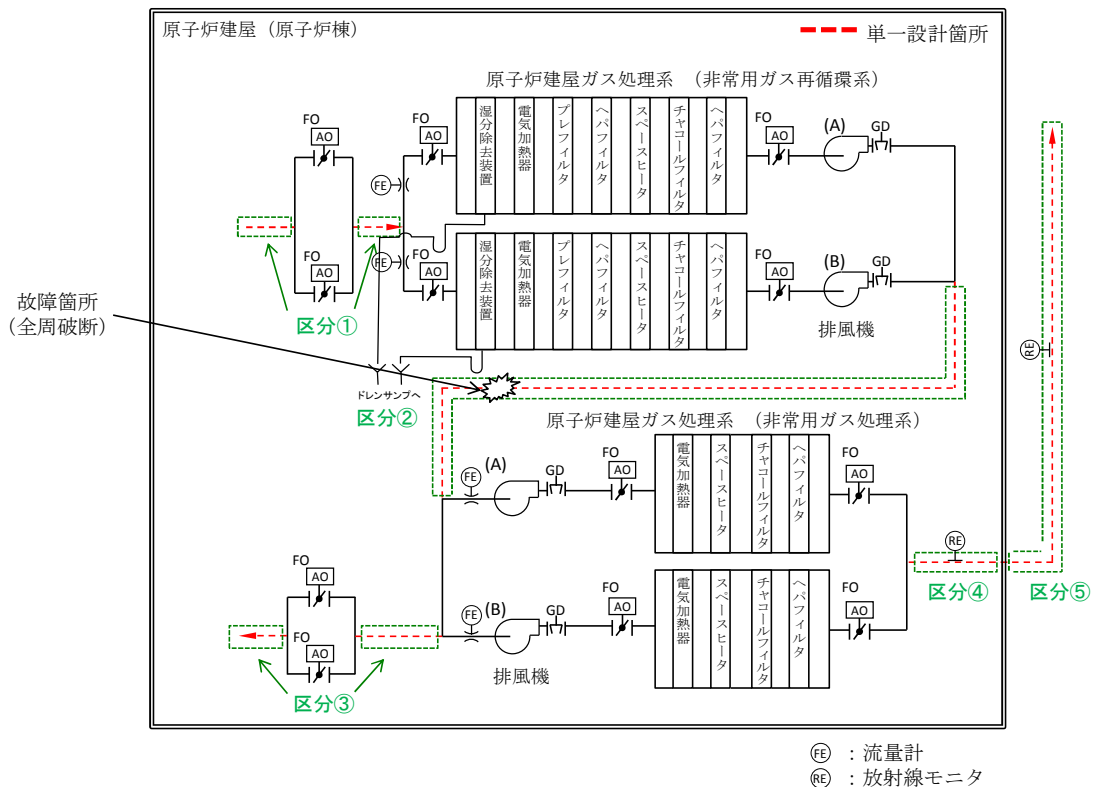 原子炉建屋（原子炉棟）
単一設計箇所
原子炉建屋ガス処理系　（非常用ガス再循環系）
FO
AO
FO
AO
湿分除去装置
電気加熱器
プレフィルタ
ヘパフィルタ
スペースヒータ
チャコールフィルタ
ヘパフィルタ
FO
AO
(A)
GD
FE
FO
AO
FE
FO
AO
湿分除去装置
電気加熱器
プレフィルタ
ヘパフィルタ
スペースヒータ
チャコールフィルタ
ヘパフィルタ
FO
AO
(B)
GD
排風機
区分①
故障箇所
（全周破断）
ドレンサンプへ
区分②
RE
原子炉建屋ガス処理系　（非常用ガス処理系）
FE
(A)
GD
FO
AO
電気加熱器
スペースヒータ
チャコールフィルタ
ヘパフィルタ
FO
AO
RE
区分④
区分⑤
FO
AO
FO
AO
区分③
FE
(B)
GD
FO
AO
電気加熱器
スペースヒータ
チャコールフィルタ
ヘパフィルタ
FO
AO
排風機
FE ：流量計
RE ：放射線モニタ